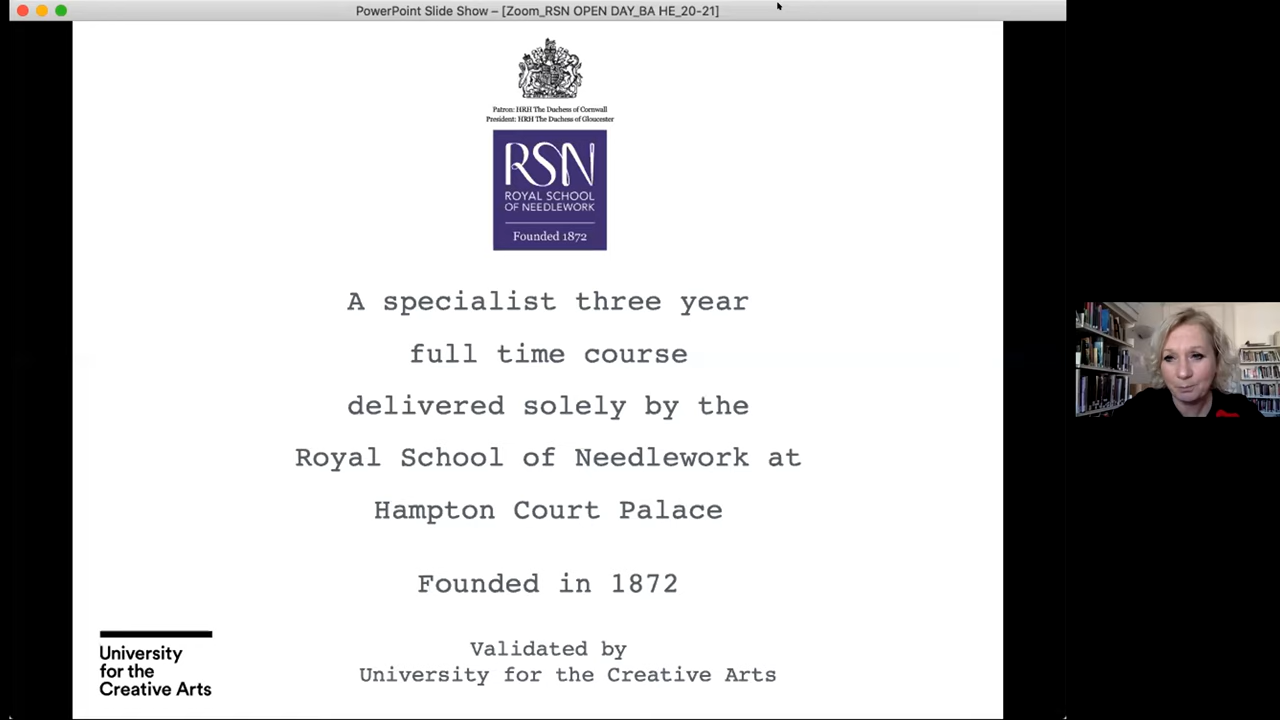 PowerPoint Slide Show – [Zoom_RSN OPEN DAY_BA HE_20-21]
Patron: HRH The Duchess of Cornwall
President: HRH The Duchess of Gloucester
RSN
ROYAL SCHOOL
OF NEEDLEWORK
Founded 1872
A specialist three year
full time course
delivered solely by the
Royal School of Needlework at
Hampton Court Palace
Founded in 1872
Validated by
University for the Creative Arts
University
for the
Creative Arts